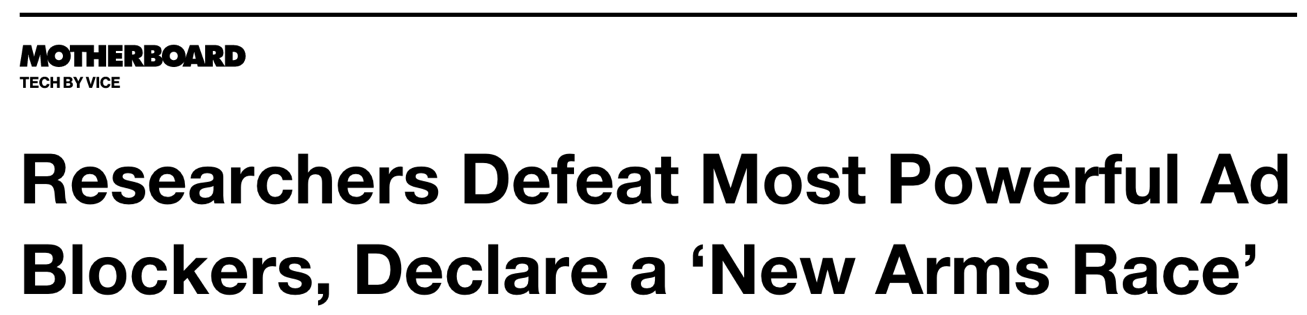 MOTHERBOARD
TECH BY VICE
Researchers Defeat Most Powerful Ad
Blockers, Declare a ‘New Arms Race’